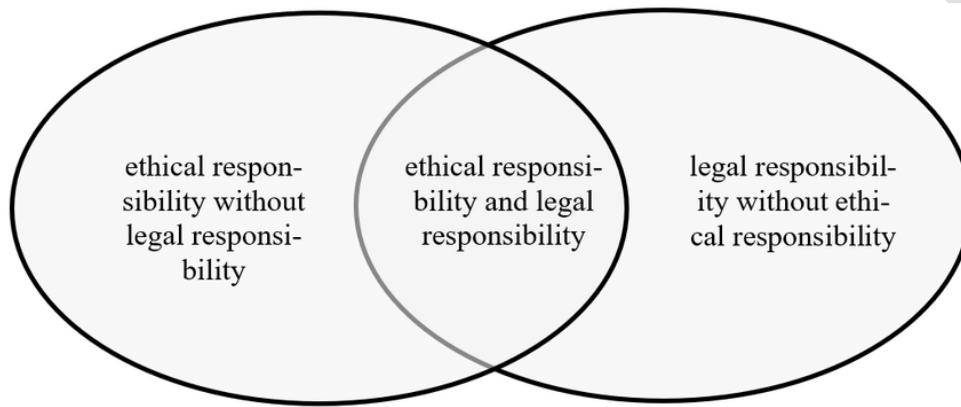 ethical respon-
sibility without
legal responsi-
bility
ethical responsi-
bility and legal
responsibility
legal responsibil-
ity without ethi-
cal responsibility